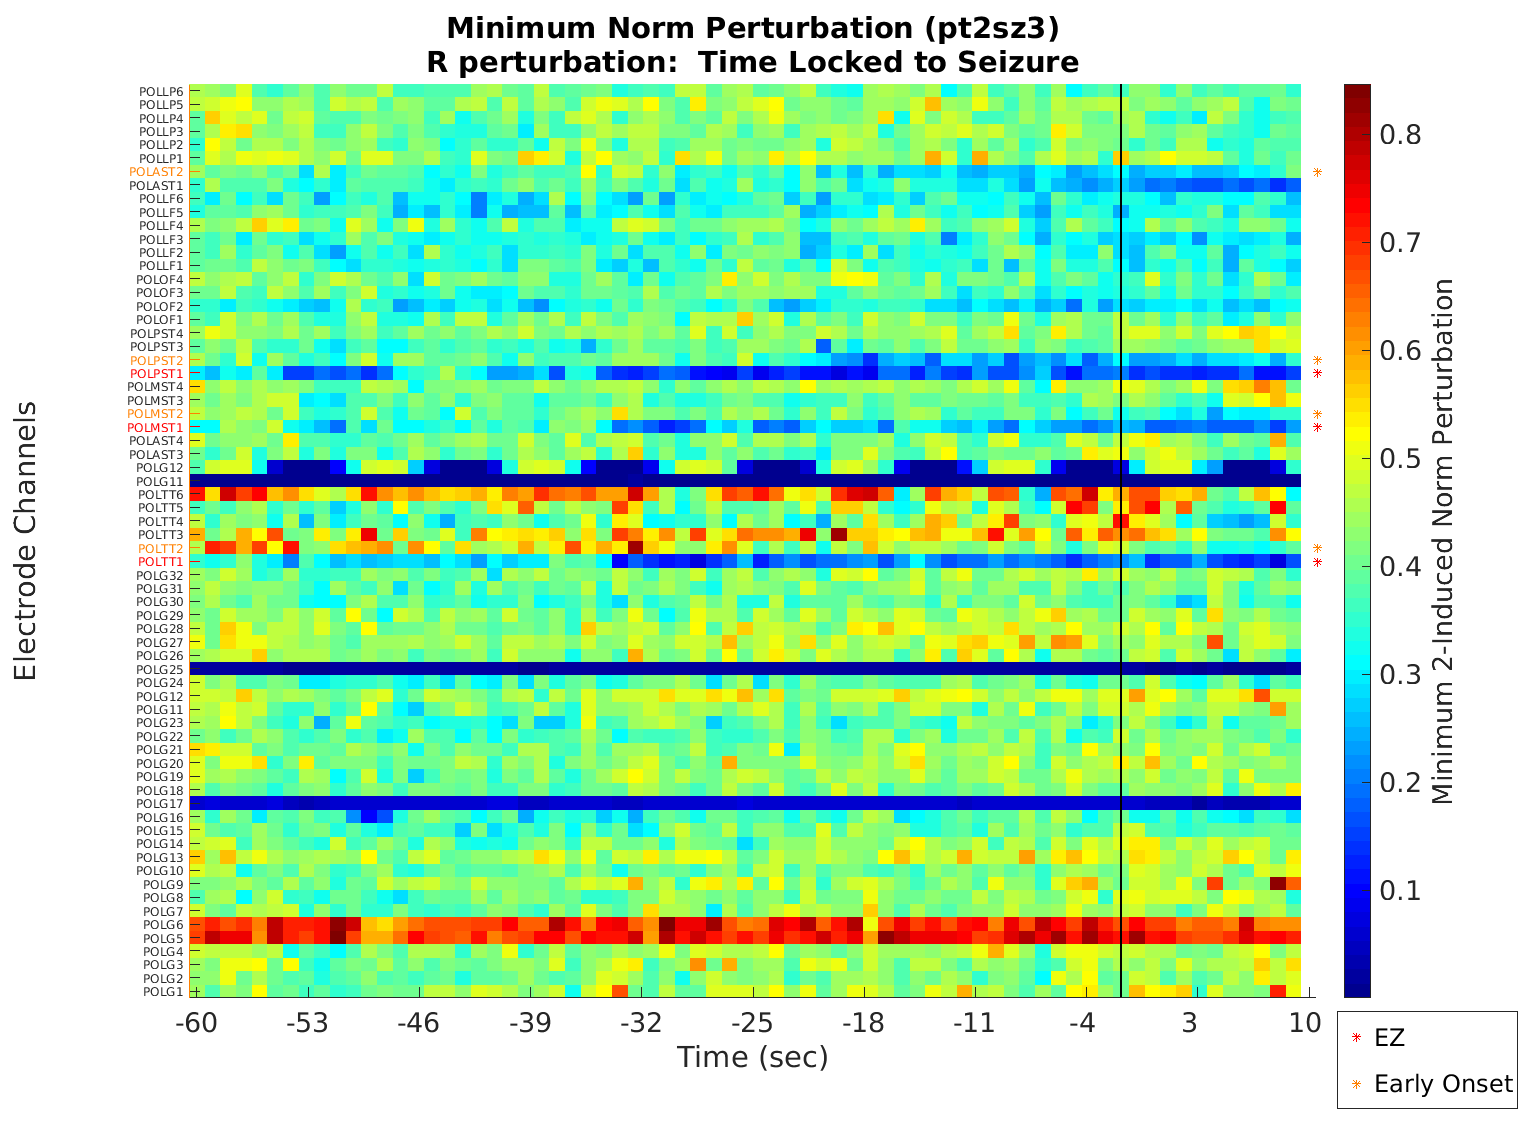 Minimum Norm Perturbation (pt2sz3)
R perturbation:  Time Locked to Seizure
Electrode Channels
POLLP6
POLLP5
POLLP4
POLLP3
POLLP2
POLLP1
POLAST2
POLAST1
POLLF6
POLLF5
POLLF4
POLLF3
POLLF2
POLLF1
POLOF4
POLOF3
POLOF2
POLOF1
POLPST4
POLPST3
POLPST2
POLPST1
POLMST4
POLMST3
POLMST2
POLMST1
POLAST4
POLAST3
POLG12
POLG11
POLTT6
POLTT5
POLTT4
POLTT3
POLTT2
POLTT1
POLG32
POLG31
POLG30
POLG29
POLG28
POLG27
POLG26
POLG25
POLG24
POLG12
POLG11
POLG23
POLG22
POLG21
POLG20
POLG19
POLG18
POLG17
POLG16
POLG15
POLG14
POLG13
POLG10
POLG9
POLG8
POLG7
POLG6
POLG5
POLG4
POLG3
POLG2
POLG1
-60 -53 -46 -39 -32 -25 -18 -11 -4 3 10
Time (sec)
0.8
0.7
0.6
0.5
0.4
0.3
0.2
0.1
Minimum 2-Induced Norm Perturbation
EZ
Early Onset